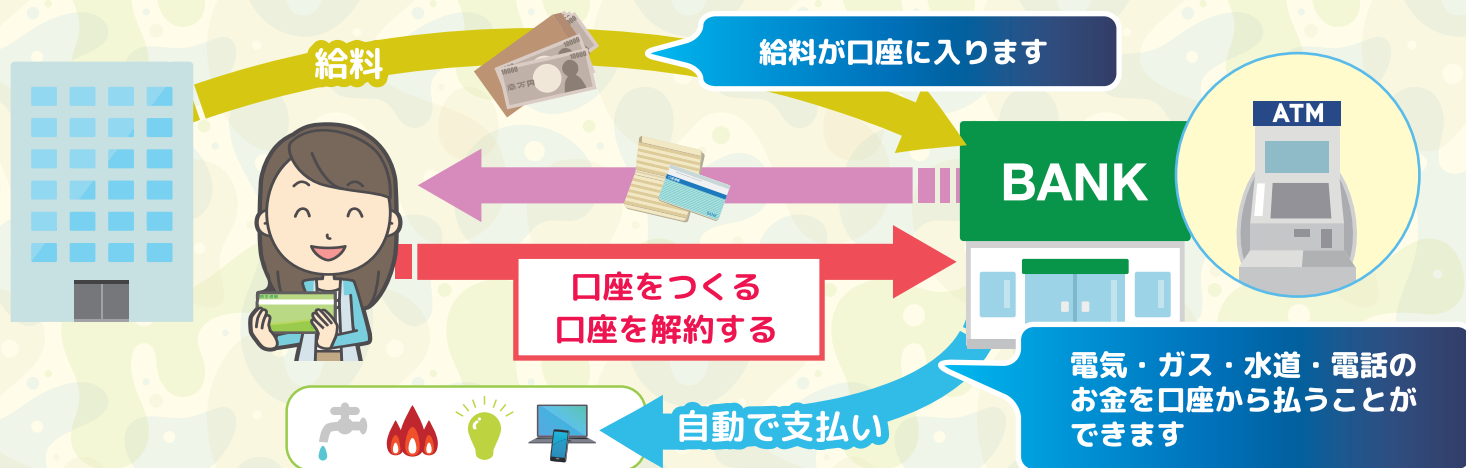 給料
給料が口座に入ります
ATM
BANK
口座をつくる
口座を解約する
電気・ガス・水道・電話の
お金を口座から払うことが
できます
自動で支払い
10000
10000
10000